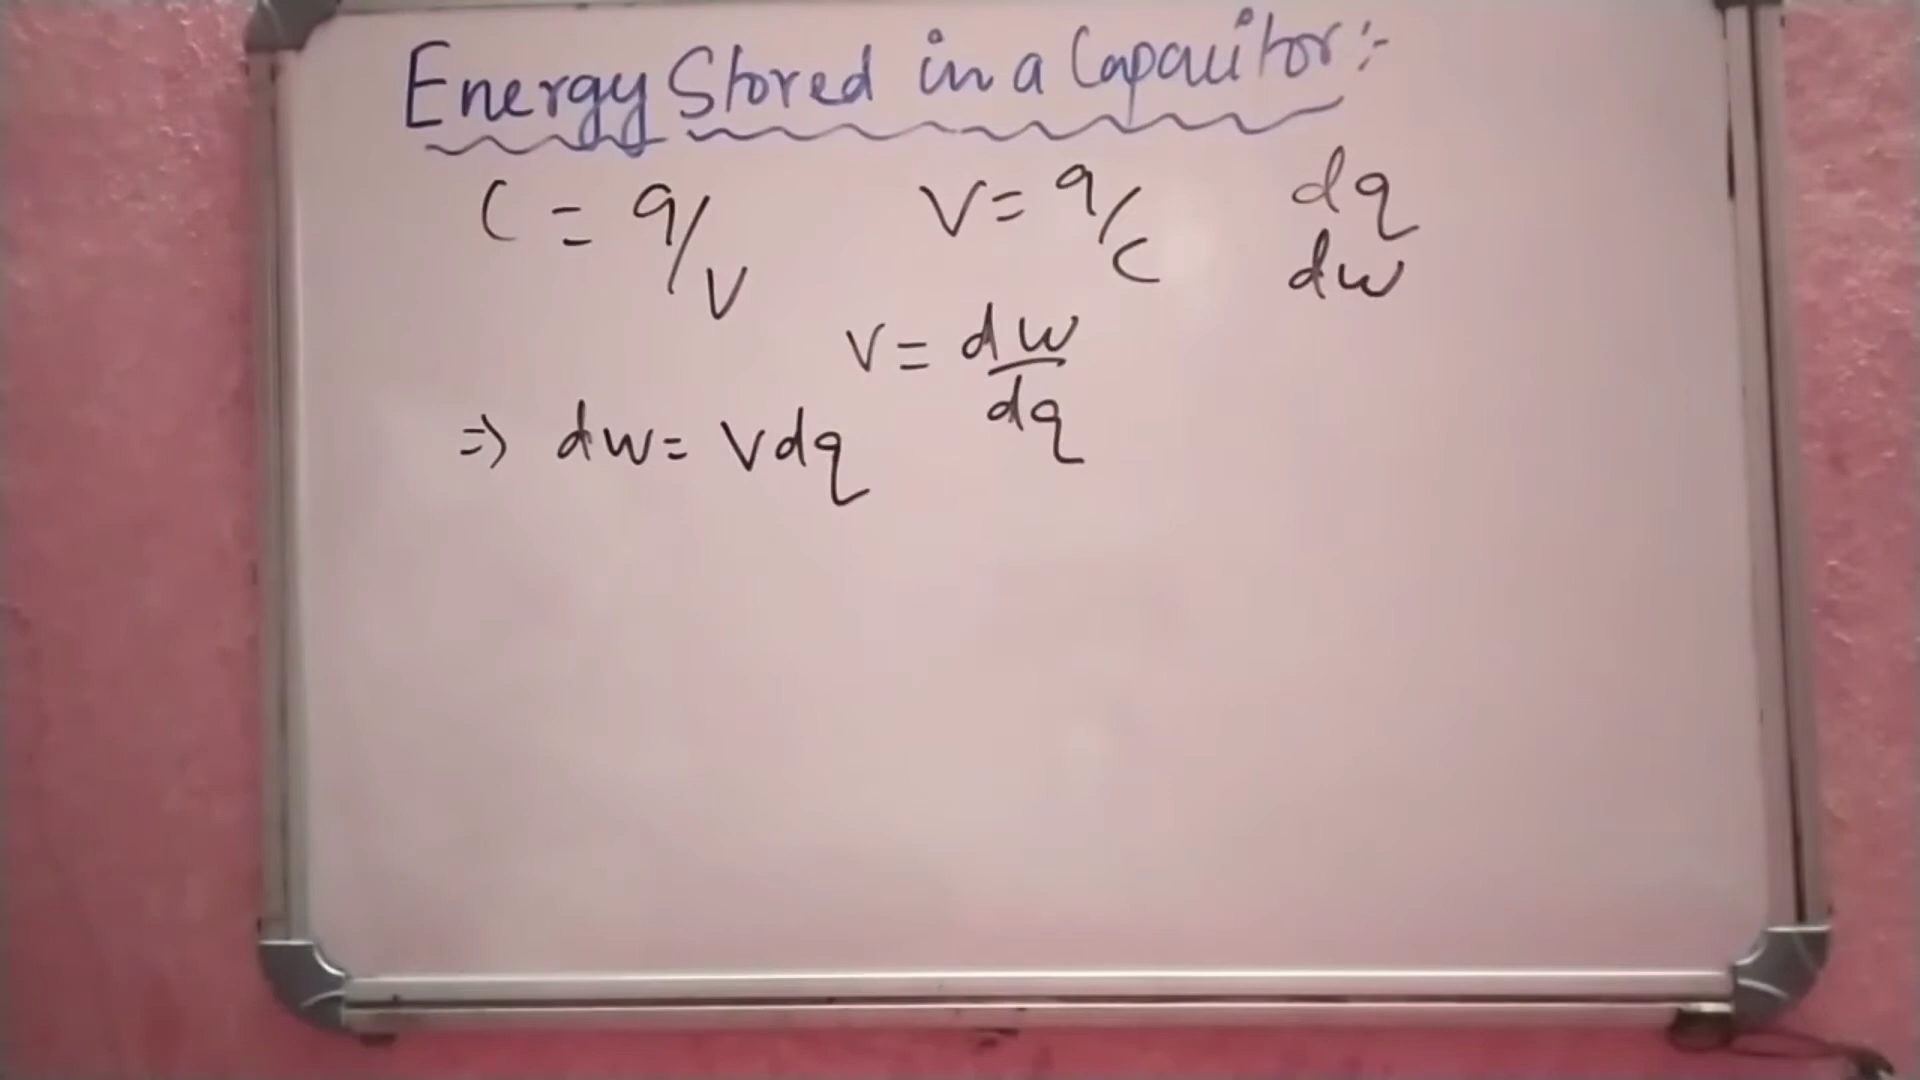 Energy Stored in a Capacitor:-
C = q/V V = q/C dq
dw
V = dw/dq
=> dw = Vdq